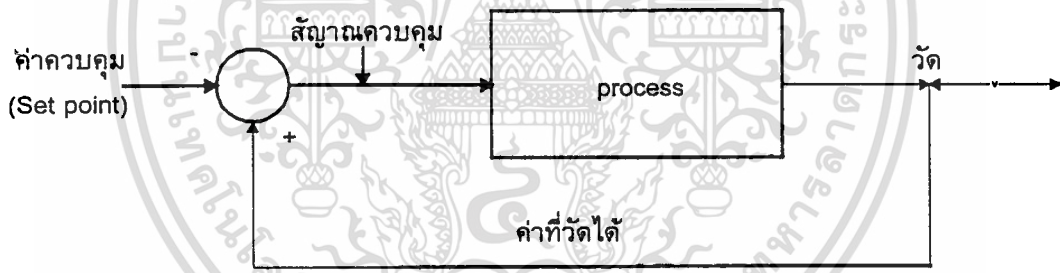 สัญาณควบคุม
ค่าควบคุม
-
วัด
(Set point)
process
+
ค่าที่วัดได้